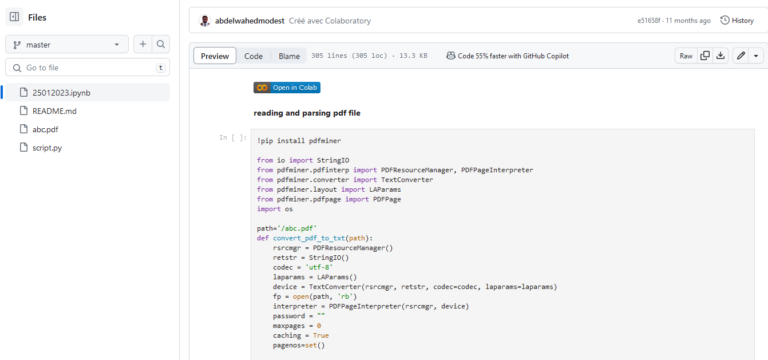 Files
master
Go to file
t
25012023.ipynb
README.md
abc.pdf
script.py
abdelwahedmodest Créé avec Colaboratory
e31658f · 11 months ago
History
Preview
Code
Blame
305 lines (305 loc) · 13.3 KB
Code 55% faster with GitHub Copilot
Raw
Open in Colab
reading and parsing pdf file
In [ ]:
!pip install pdfminer
from io import StringIO
from pdfminer.pdfinterp import PDFResourceManager, PDFPageInterpreter
from pdfminer.converter import TextConverter
from pdfminer.layout import LAParams
from pdfminer.pdfpage import PDFPage
import os
path='/abc.pdf'
def convert_pdf_to_txt(path):
rsrcmgr = PDFResourceManager()
retstr = StringIO()
codec = 'utf-8'
laparams = LAParams()
device = TextConverter(rsrcmgr, retstr, codec=codec, laparams=laparams)
fp = open(path, 'rb')
interpreter = PDFPageInterpreter(rsrcmgr, device)
password = ""
maxpages = 0
caching = True
pagenos=set()